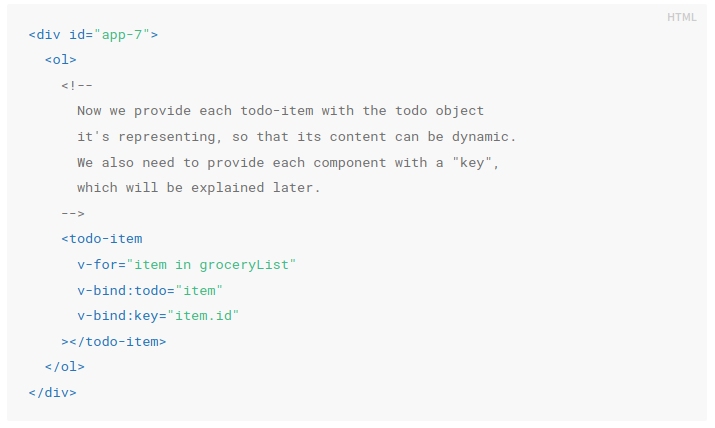 HTML
<div id="app-7">
  <ol>
    <!--
      Now we provide each todo-item with the todo object
      it's representing, so that its content can be dynamic.
      We also need to provide each component with a "key",
      which will be explained later.
    -->
    <todo-item
      v-for="item in groceryList"
      v-bind:todo="item"
      v-bind:key="item.id"
    ></todo-item>
  </ol>
</div>